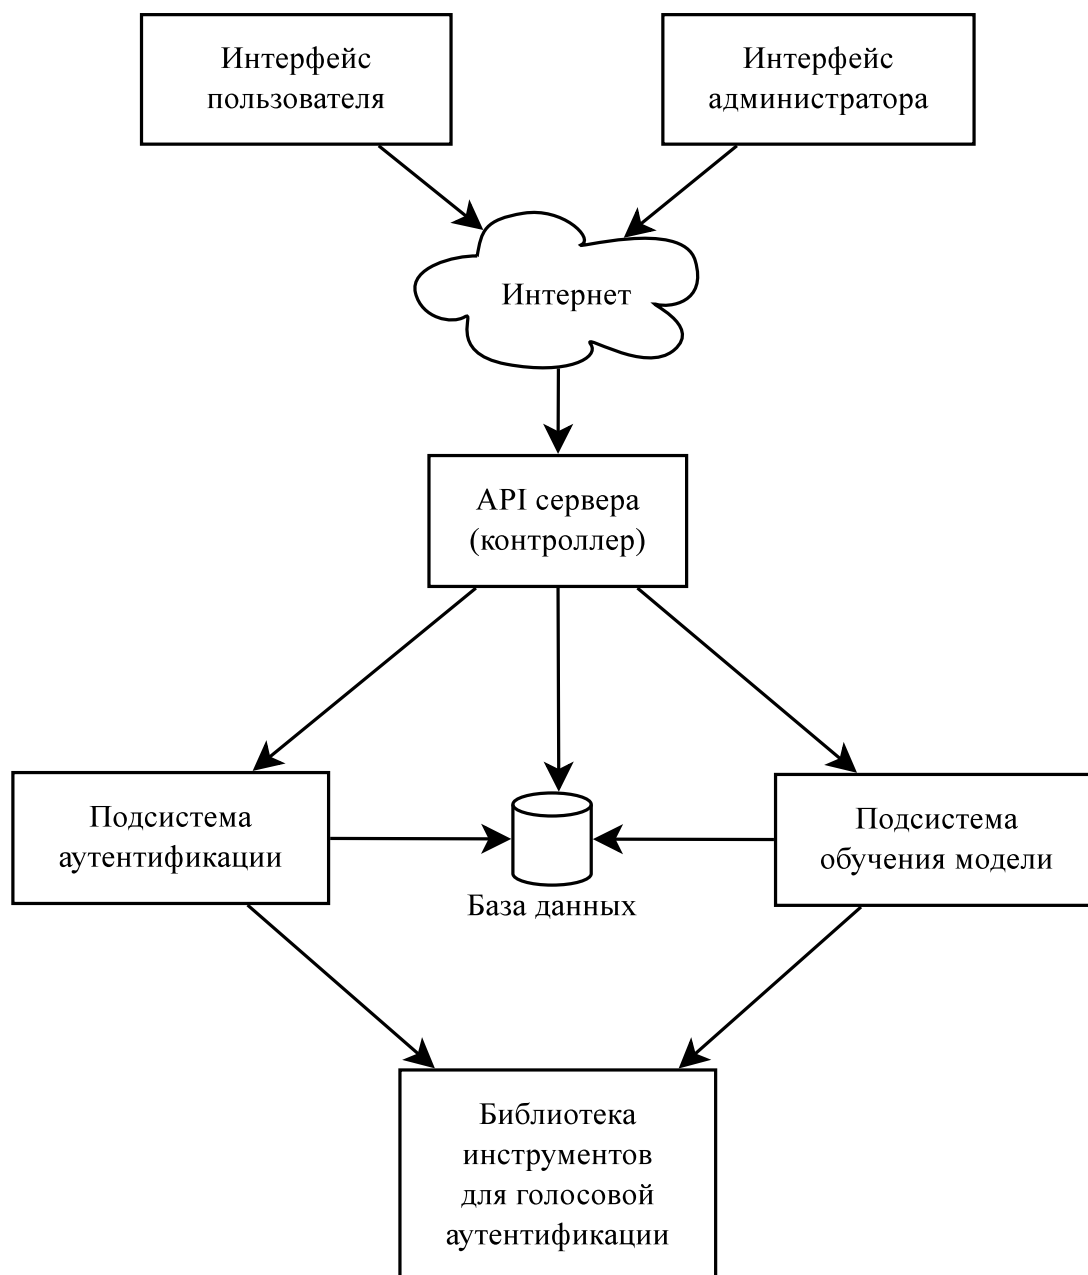 Интерфейс
пользователя
Интерфейс
администратора
Интернет
API сервера
(контроллер)
Подсистема
аутентификации
База данных
Подсистема
обучения модели
Библиотека
инструментов
для голосовой
аутентификации